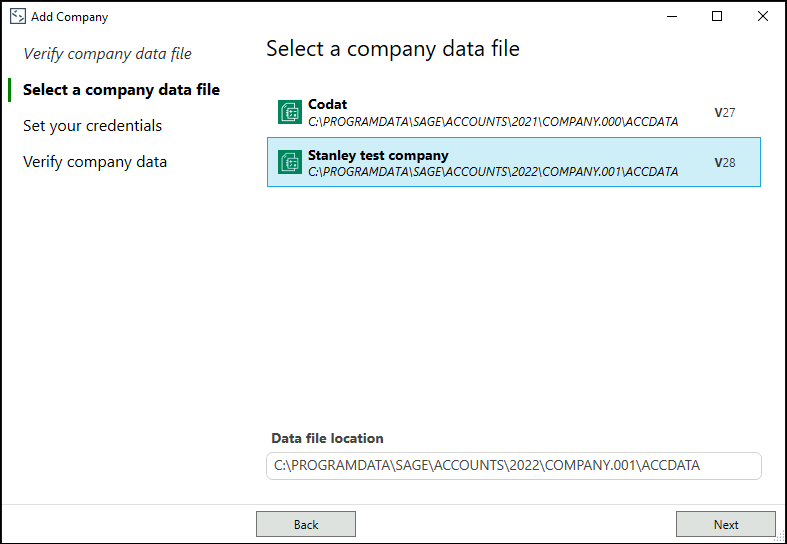 Add Company
Verify company data file
Select a company data file
Set your credentials
Verify company data
Select a company data file
Codat
C:\PROGRAMDATA\SAGE\ACCOUNTS\2021\COMPANY.000\ACCDATA
V27
Stanley test company
C:\PROGRAMDATA\SAGE\ACCOUNTS\2022\COMPANY.001\ACCDATA
V28
Data file location
C:\PROGRAMDATA\SAGE\ACCOUNTS\2022\COMPANY.001\ACCDATA
Back
Next